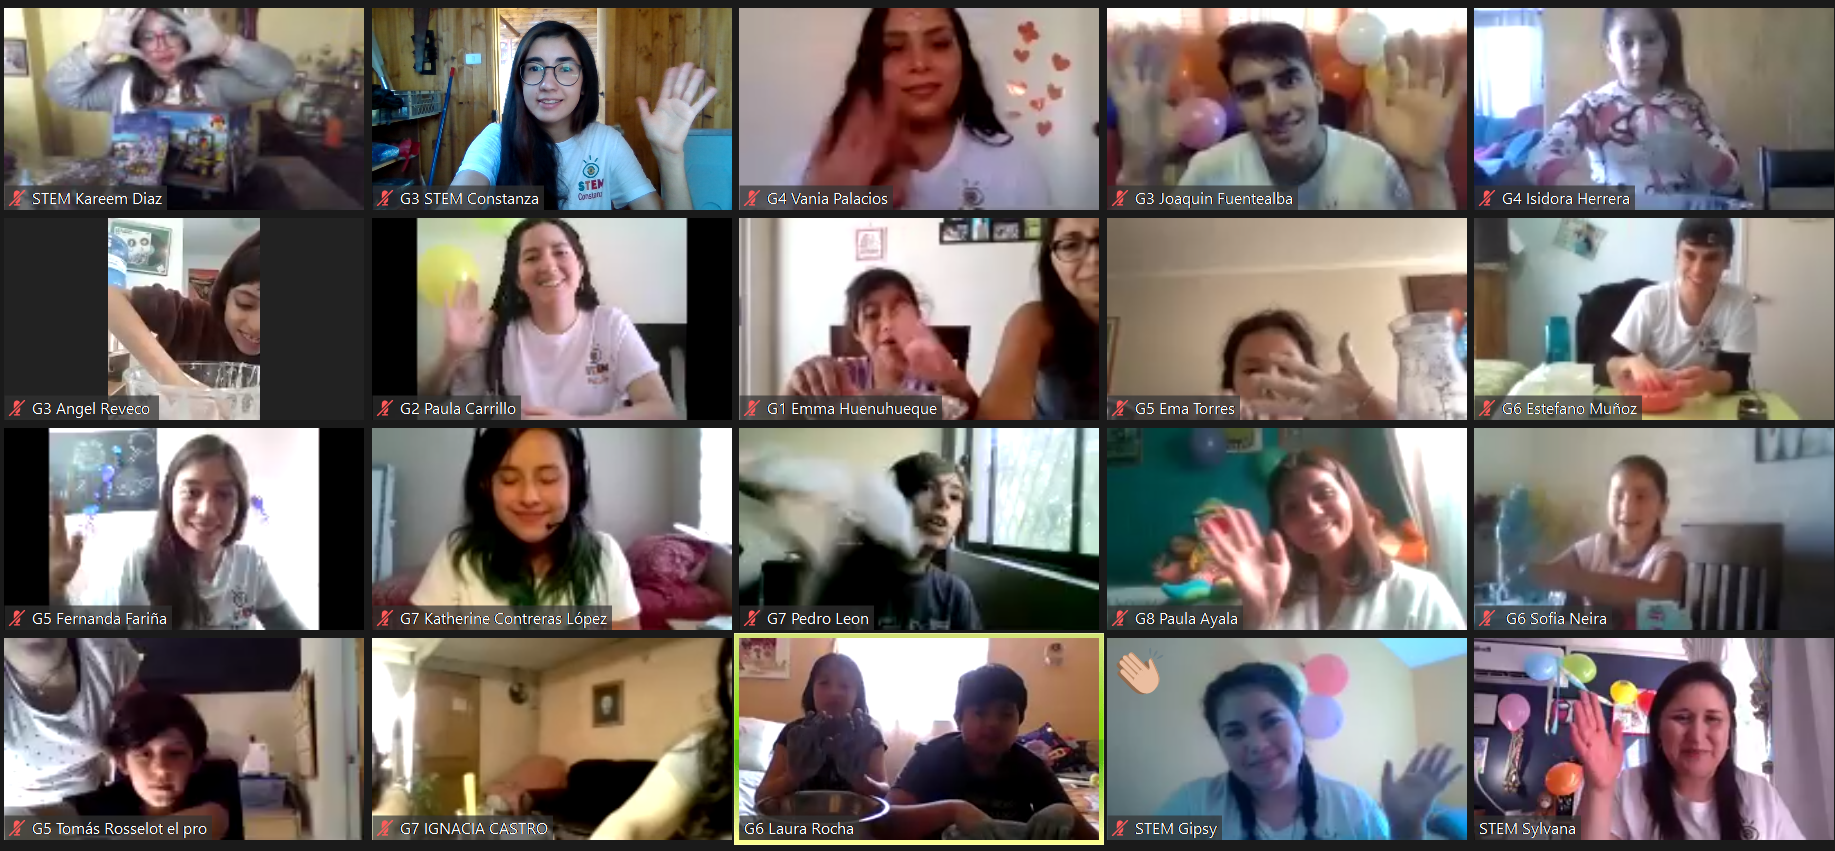 STEM Kareem Diaz
G3 STEM Constanza
G4 Vania Palacios
G3 Joaquin Fuentealba
G4 Isidora Herrera
STEM
Constanza
G3 Angel Reveco
G2 Paula Carrillo
G1 Emma Huenuhueque
G5 Ema Torres
G6 Estefano Muñoz
STEM
G5 Fernanda Fariña
G7 Katherine Contreras López
G7 Pedro Leon
G8 Paula Ayala
G6 Sofia Neira
G5 Tomás Rosselot el pro
G7 IGNACIA CASTRO
G6 Laura Rocha
STEM Gipsy
STEM Sylvana